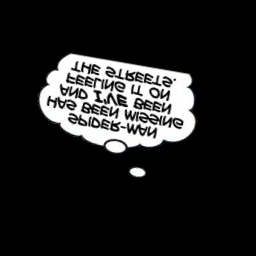 SPIDER-MAN
HAS BEEN MISSING
AND I'VE BEEN
FEELING IT ON
THE STREETS.